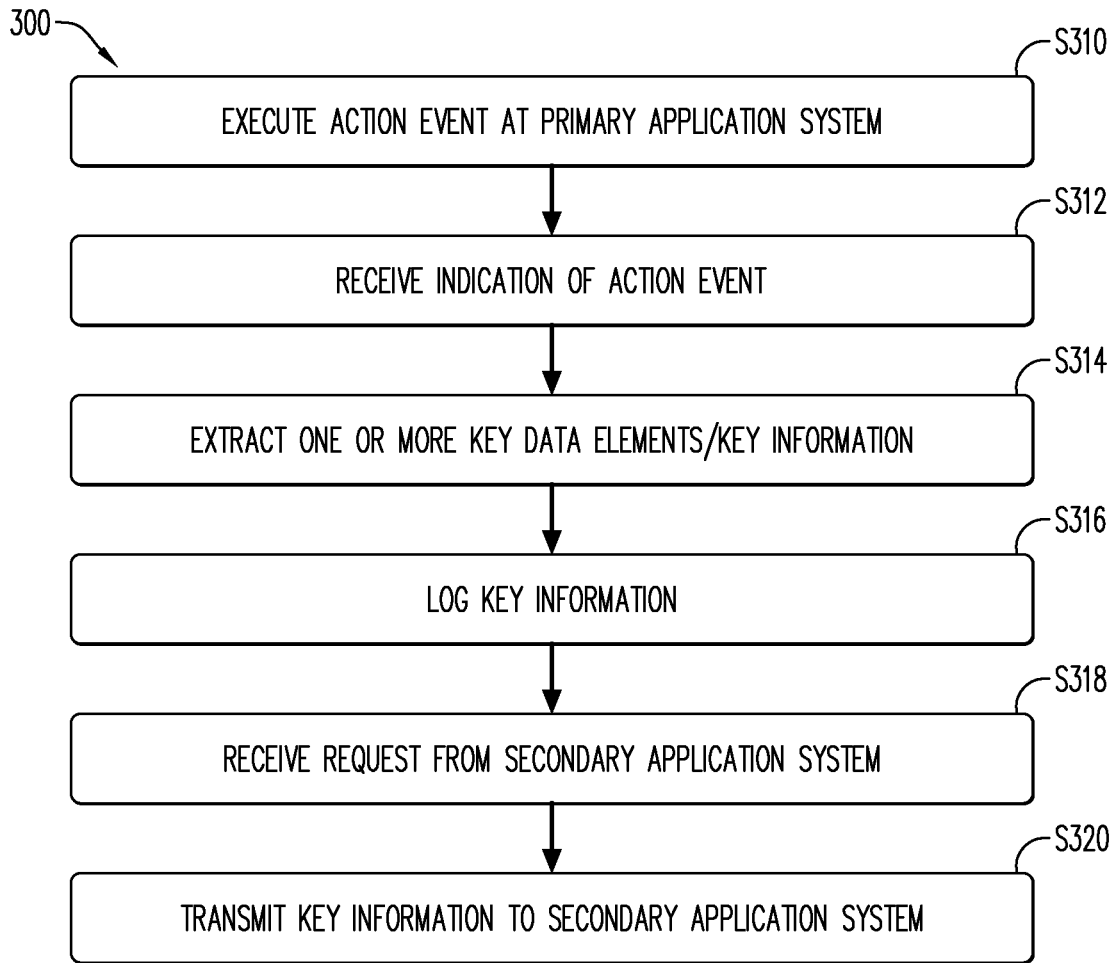 300
S310
EXECUTE ACTION EVENT AT PRIMARY APPLICATION SYSTEM
S312
RECEIVE INDICATION OF ACTION EVENT
S314
EXTRACT ONE OR MORE KEY DATA ELEMENTS/KEY INFORMATION
S316
LOG KEY INFORMATION
S318
RECEIVE REQUEST FROM SECONDARY APPLICATION SYSTEM
S320
TRANSMIT KEY INFORMATION TO SECONDARY APPLICATION SYSTEM